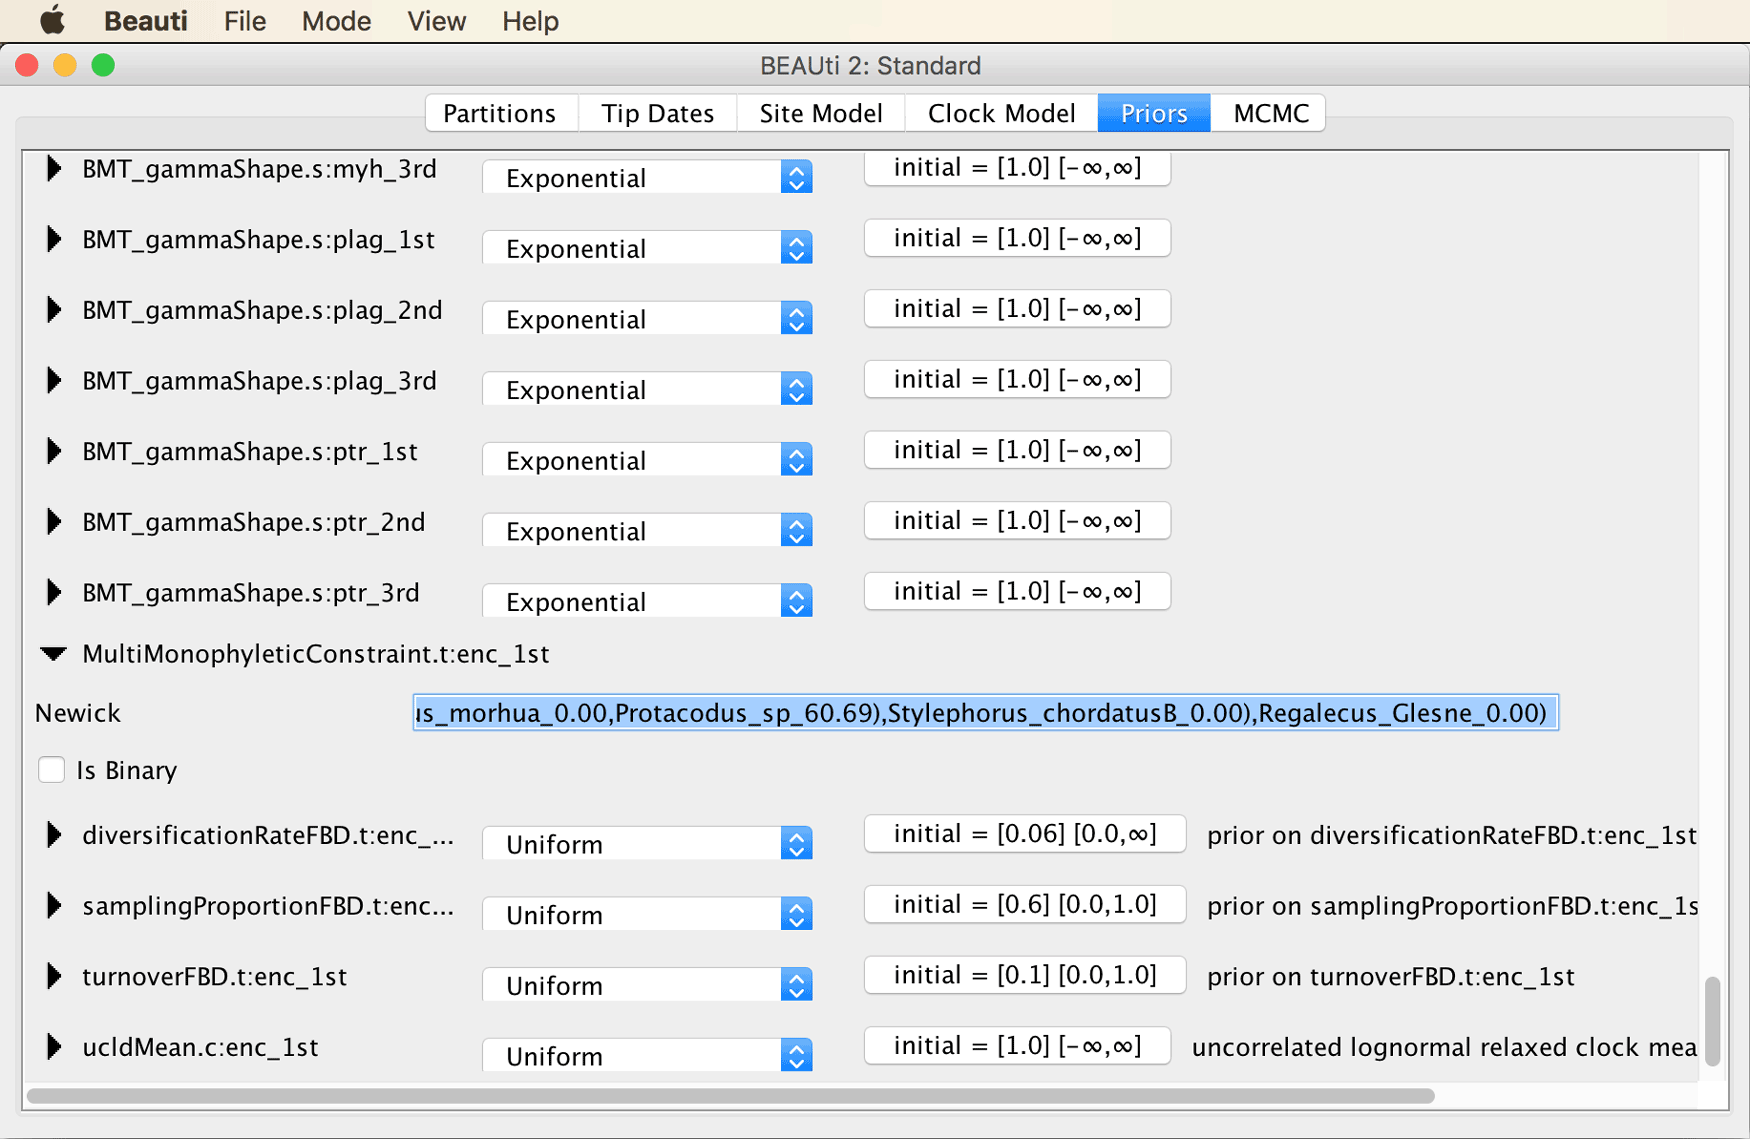 Beauti File Mode View Help
BEAUti 2: Standard
Partitions Tip Dates Site Model Clock Model Priors MCMC
BMT_gammaShape.s:myh_3rd Exponential initial = [1.0] [-∞,∞]
BMT_gammaShape.s:plag_1st Exponential initial = [1.0] [-∞,∞]
BMT_gammaShape.s:plag_2nd Exponential initial = [1.0] [-∞,∞]
BMT_gammaShape.s:plag_3rd Exponential initial = [1.0] [-∞,∞]
BMT_gammaShape.s:ptr_1st Exponential initial = [1.0] [-∞,∞]
BMT_gammaShape.s:ptr_2nd Exponential initial = [1.0] [-∞,∞]
BMT_gammaShape.s:ptr_3rd Exponential initial = [1.0] [-∞,∞]
MultiMonophyleticConstraint.t:enc_1st
Newick us_morhua_0.00,Protacodus_sp_60.69),Stylephorus_chordatusB_0.00),Regalecus_Glesne_0.00)
Is Binary
diversificationRateFBD.t:enc_... Uniform initial = [0.06] [0.0,∞] prior on diversificationRateFBD.t:enc_1st
samplingProportionFBD.t:enc... Uniform initial = [0.6] [0.0,1.0] prior on samplingProportionFBD.t:enc_1s
turnoverFBD.t:enc_1st Uniform initial = [0.1] [0.0,1.0] prior on turnoverFBD.t:enc_1st
ucldMean.c:enc_1st Uniform initial = [1.0] [-∞,∞] uncorrelated lognormal relaxed clock mea